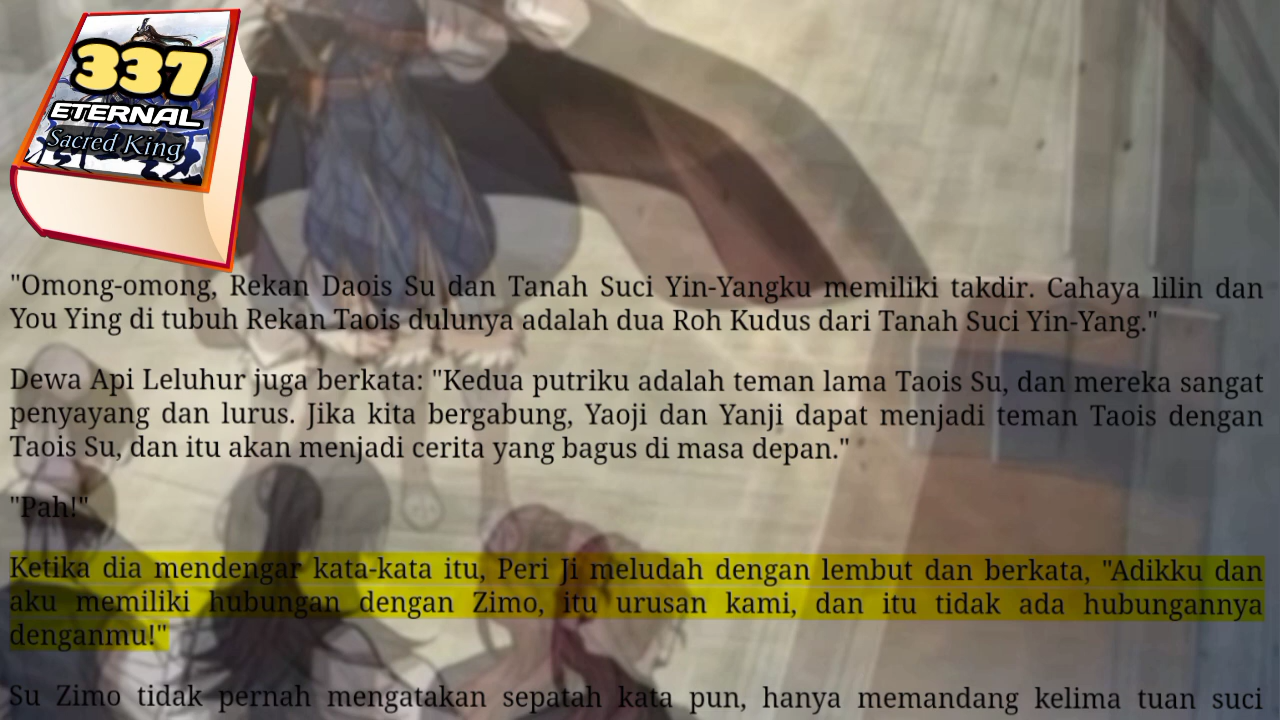 337
ETERNAL
Sacred King
"Omong-omong, Rekan Daois Su dan Tanah Suci Yin-Yangku memiliki takdir. Cahaya lilin dan
You Ying di tubuh Rekan Taois dulunya adalah dua Roh Kudus dari Tanah Suci Yin-Yang."
Dewa Api Leluhur juga berkata: "Kedua putriku adalah teman lama Taois Su, dan mereka sangat
penyayang dan lurus. Jika kita bergabung, Yaoji dan Yanji dapat menjadi teman Taois dengan
Taois Su, dan itu akan menjadi cerita yang bagus di masa depan."
"Pah!"
Ketika dia mendengar kata-kata itu, Peri Ji meludah dengan lembut dan berkata, "Adikku dan
aku memiliki hubungan dengan Zimo, itu urusan kami, dan itu tidak ada hubungannya
denganmu!"
Su Zimo tidak pernah mengatakan sepatah kata pun, hanya memandang kelima tuan suci